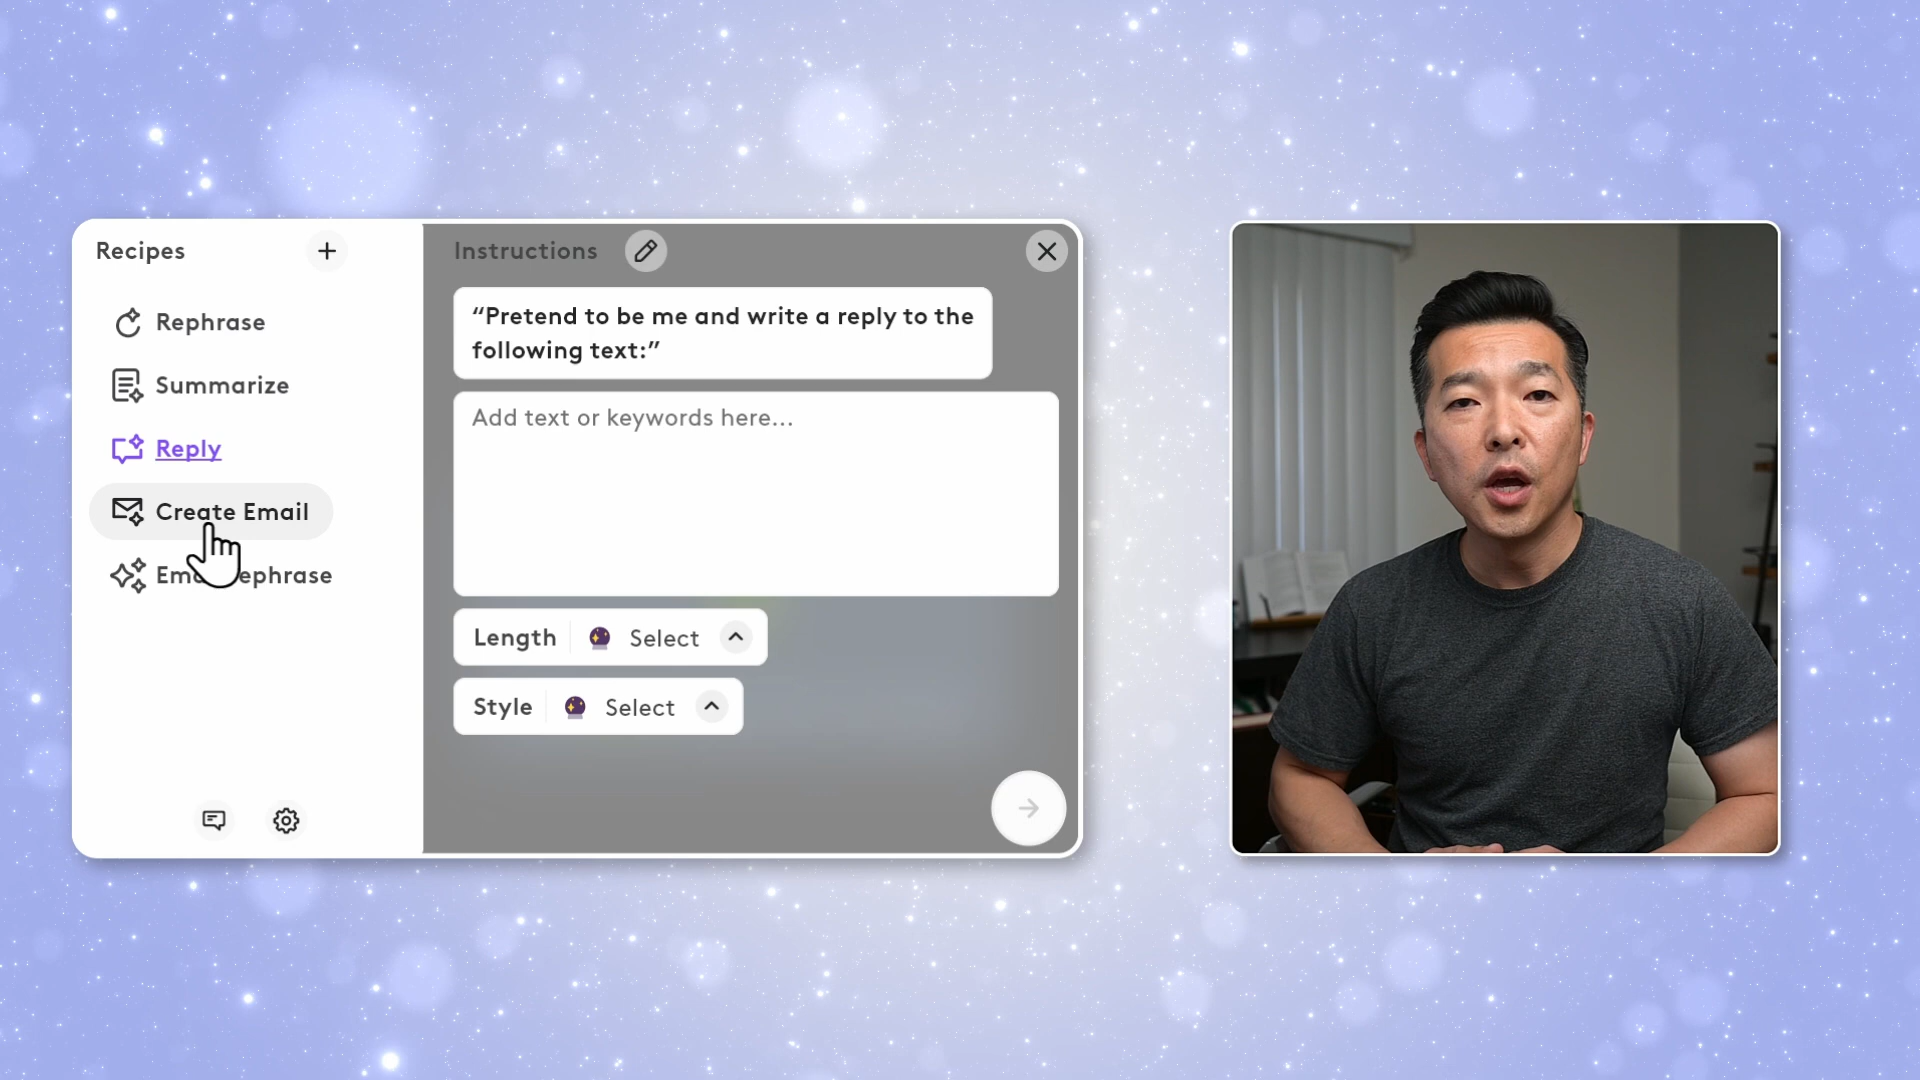 Recipes
Rephrase
Summarize
Reply
Create Email
Instructions
“Pretend to be me and write a reply to the
following text:”
Add text or keywords here...
Length Select
Style Select